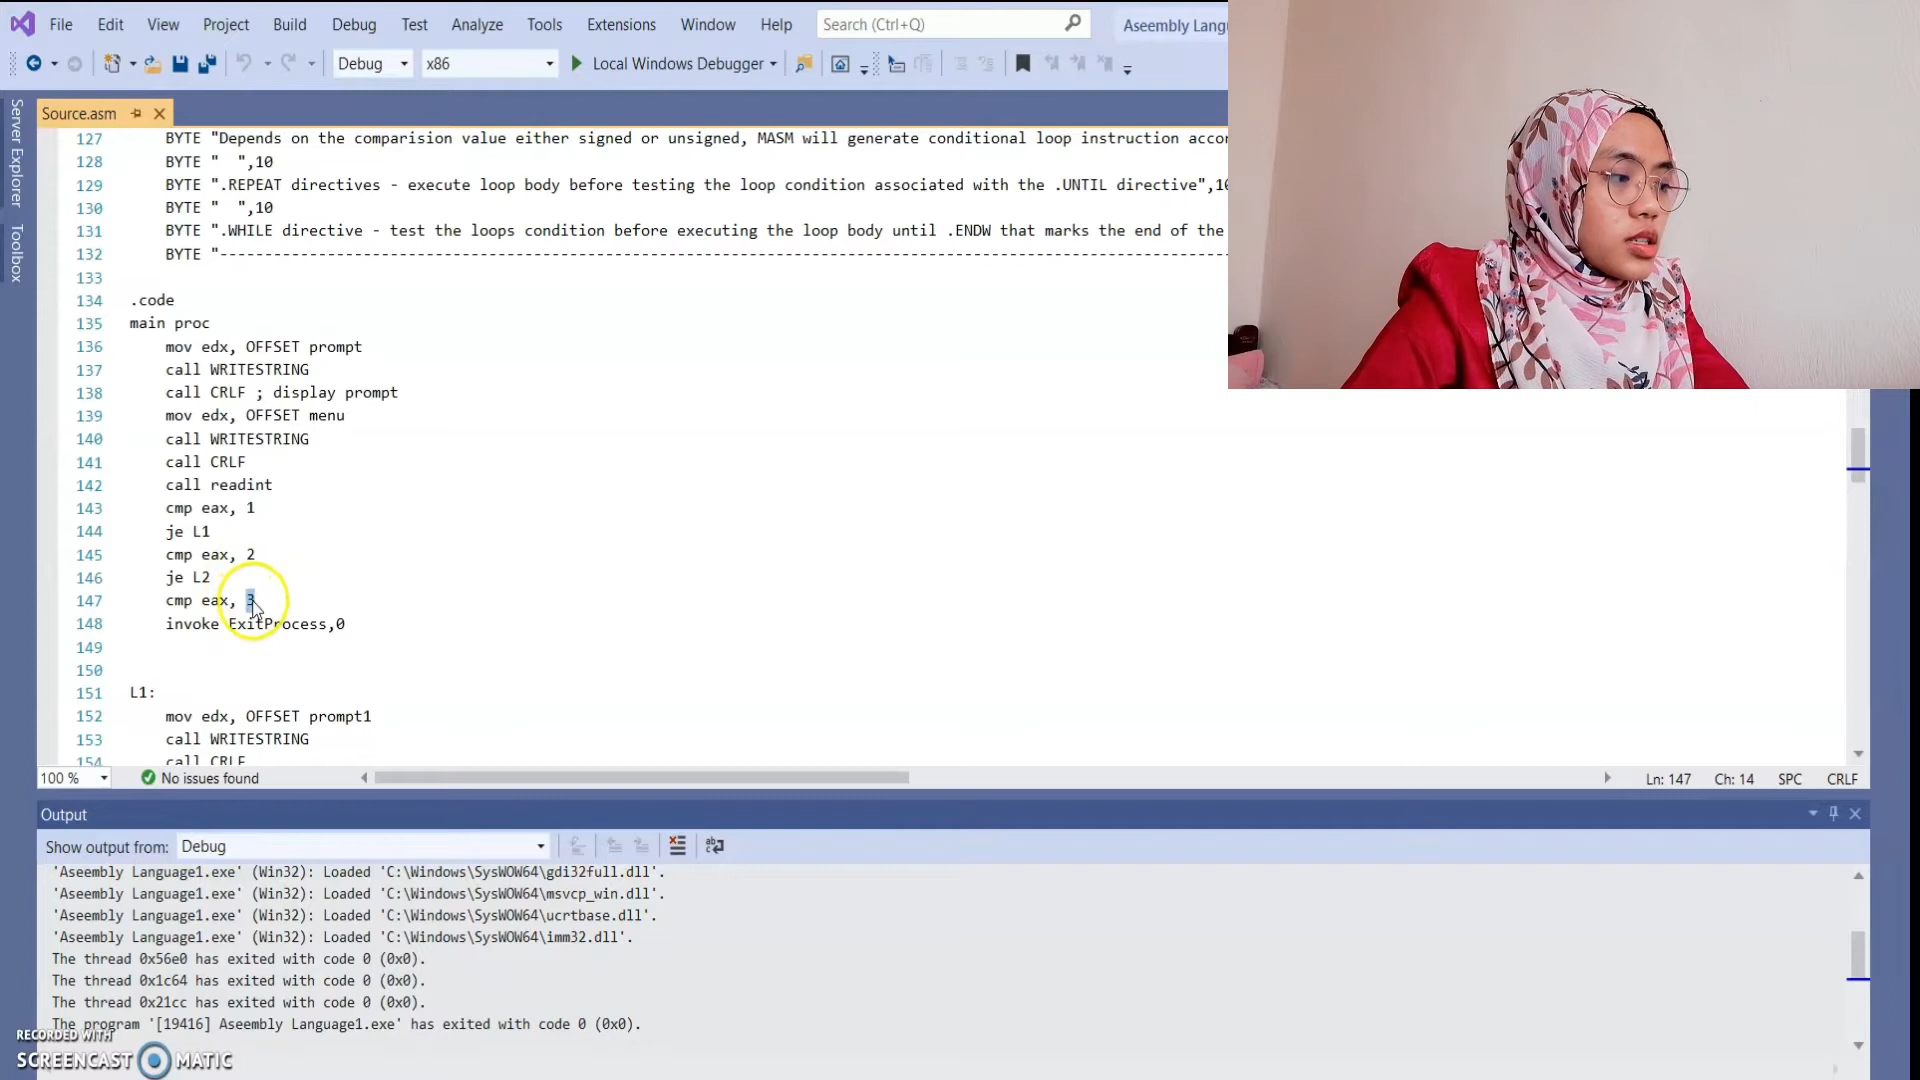 File Edit View Project Build Debug Test Analyze Tools Extensions Window Help Search (Ctrl+Q) Aseembly Lang
Debug x86 Local Windows Debugger
Server Explorer
Toolbox
Source.asm
127 BYTE "Depends on the comparision value either signed or unsigned, MASM will generate conditional loop instruction accor
128 BYTE " ",10
129 BYTE ".REPEAT directives - execute loop body before testing the loop condition associated with the .UNTIL directive",10
130 BYTE " ",10
131 BYTE ".WHILE directive - test the loops condition before executing the loop body until .ENDW that marks the end of the
132 BYTE "----------------------------------------------------------------------------------------------------------------
133
134 .code
135 main proc
136 mov edx, OFFSET prompt
137 call WRITESTRING
138 call CRLF ; display prompt
139 mov edx, OFFSET menu
140 call WRITESTRING
141 call CRLF
142 call readint
143 cmp eax, 1
144 je L1
145 cmp eax, 2
146 je L2
147 cmp eax, 3
148 invoke ExitProcess,0
149
150
151 L1:
152 mov edx, OFFSET prompt1
153 call WRITESTRING
154 call CRLF
100 % No issues found Ln: 147 Ch: 14 SPC CRLF
Output
Show output from: Debug
'Aseembly Language1.exe' (Win32): Loaded 'C:\Windows\SysWOW64\gdi32full.dll'.
'Aseembly Language1.exe' (Win32): Loaded 'C:\Windows\SysWOW64\msvcp_win.dll'.
'Aseembly Language1.exe' (Win32): Loaded 'C:\Windows\SysWOW64\ucrtbase.dll'.
'Aseembly Language1.exe' (Win32): Loaded 'C:\Windows\SysWOW64\imm32.dll'.
The thread 0x56e0 has exited with code 0 (0x0).
The thread 0x1c64 has exited with code 0 (0x0).
The thread 0x21cc has exited with code 0 (0x0).
The program '[19416] Aseembly Language1.exe' has exited with code 0 (0x0).
RECORDED WITH
SCREENCAST MATIC